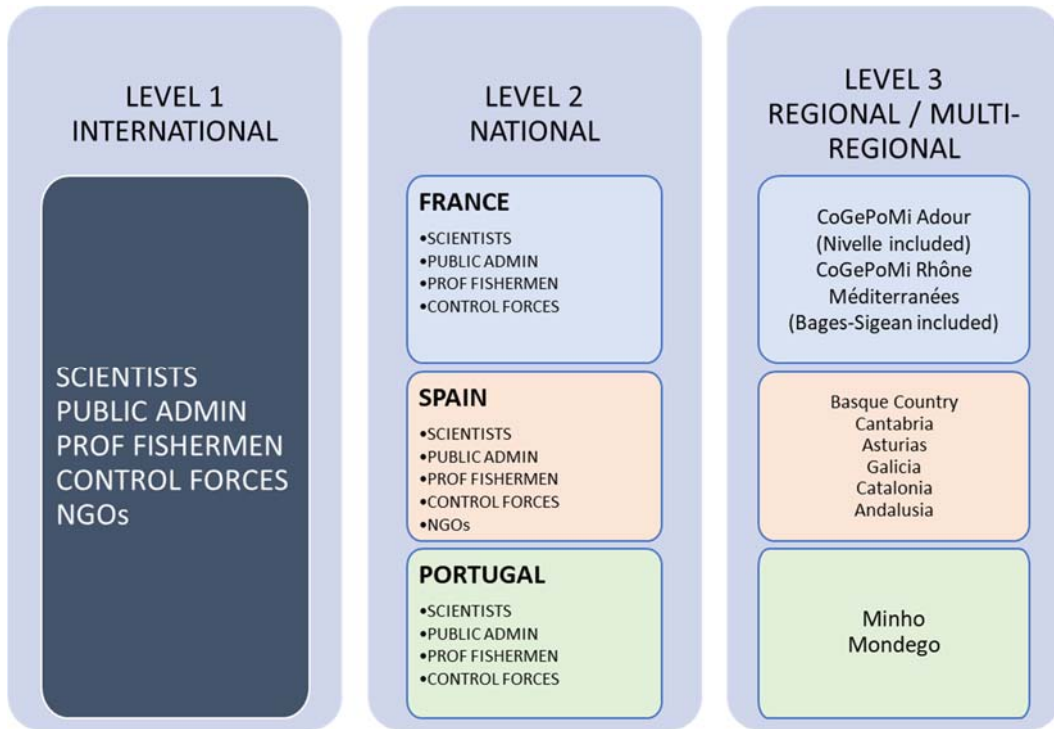 LEVEL 1
INTERNATIONAL
SCIENTISTS
PUBLIC ADMIN
PROF FISHERMEN
CONTROL FORCES
NGOs
LEVEL 2
NATIONAL
FRANCE
•SCIENTISTS
•PUBLIC ADMIN
•PROF FISHERMEN
•CONTROL FORCES
SPAIN
•SCIENTISTS
•PUBLIC ADMIN
•PROF FISHERMEN
•CONTROL FORCES
•NGOs
PORTUGAL
•SCIENTISTS
•PUBLIC ADMIN
•PROF FISHERMEN
•CONTROL FORCES
LEVEL 3
REGIONAL / MULTI-
REGIONAL
CoGePoMi Adour
(Nivelle included)
CoGePoMi Rhône
Méditerranées
(Bages-Sigean included)
Basque Country
Cantabria
Asturias
Galicia
Catalonia
Andalusia
Minho
Mondego